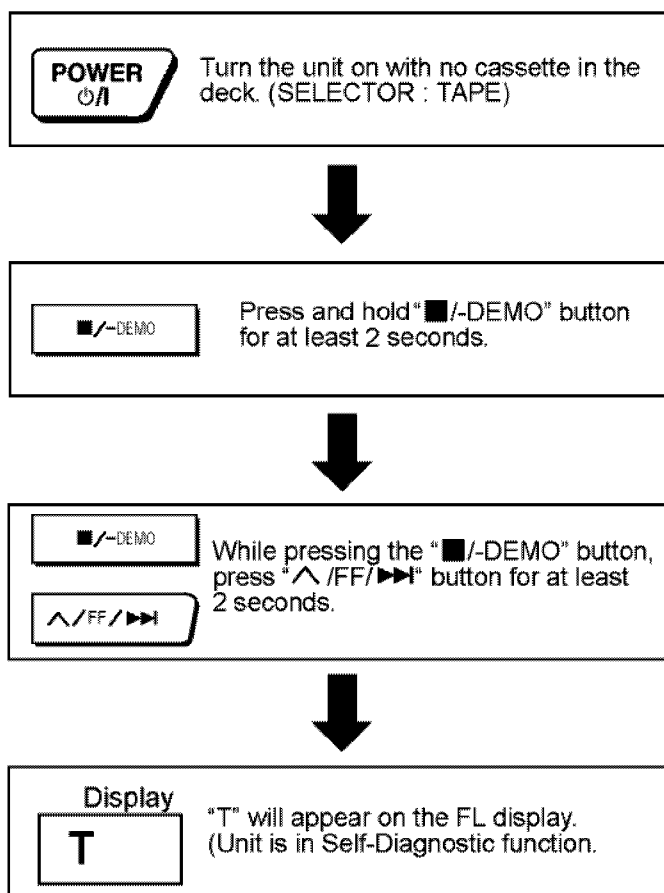 POWER
⏻/I
Turn the unit on with no cassette in the
deck. (SELECTOR : TAPE)
■/-DEMO
Press and hold "■/-DEMO" button
for at least 2 seconds.
■/-DEMO
∧/FF/▶▶|
While pressing the "■/-DEMO" button,
press "∧ /FF/▶▶|" button for at least
2 seconds.
Display
T
"T" will appear on the FL display.
(Unit is in Self-Diagnostic function.